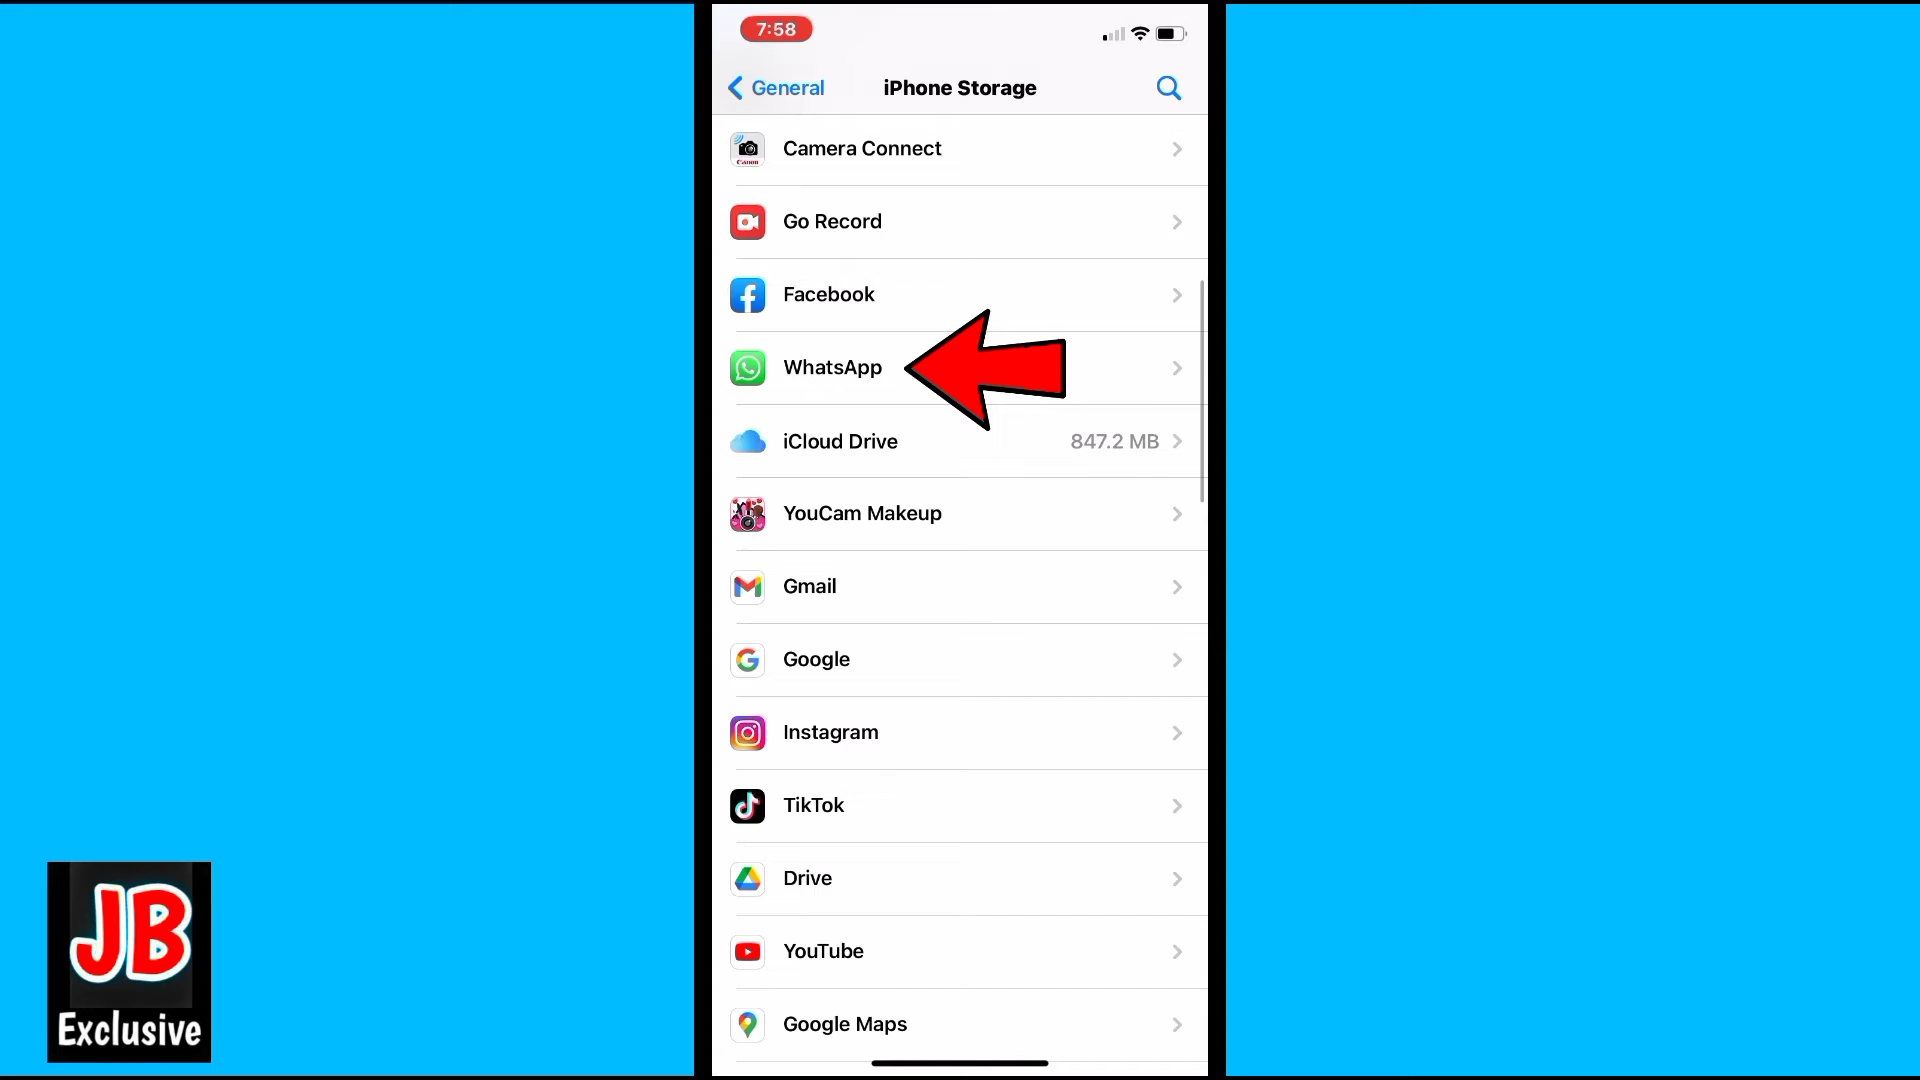 7:58
General
iPhone Storage
Canon
Camera Connect
Go Record
Facebook
WhatsApp
iCloud Drive 847.2 MB
YouCam Makeup
Gmail
Google
Instagram
TikTok
Drive
YouTube
Google Maps
JB
Exclusive